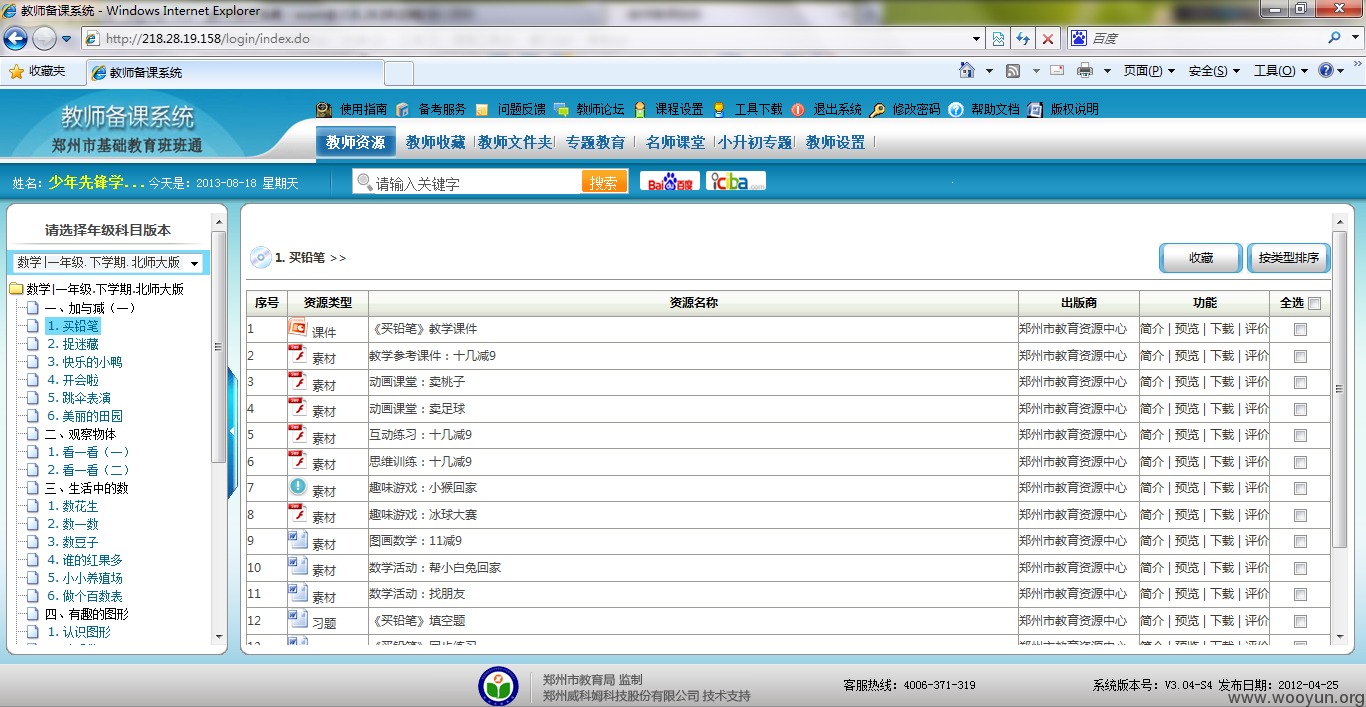 教师备课系统 - Windows Internet Explorer
http://218.28.19.158/login/index.do
百度
收藏夹
教师备课系统
页面(P)
安全(S)
工具(O)
教师备课系统
郑州市基础教育班班通
使用指南 备考服务 问题反馈 教师论坛 课程设置 工具下载 退出系统 修改密码 帮助文档 版权说明
教师资源 教师收藏 教师文件夹 专题教育 名师课堂 小升初专题 教师设置
姓名: 少年先锋学... 今天是: 2013-08-18 星期天
请输入关键字
搜索
Bai 百度
iciba.com
请选择年级科目版本
数学|一年级.下学期.北师大版
数学|一年级.下学期.北师大版
一、加与减（一）
1. 买铅笔
2. 捉迷藏
3. 快乐的小鸭
4. 开会啦
5. 跳伞表演
6. 美丽的田园
二、观察物体
1. 看一看（一）
2. 看一看（二）
三、生活中的数
1. 数花生
2. 数一数
3. 数豆子
4. 谁的红果多
5. 小小养殖场
6. 做个百数表
四、有趣的图形
1. 认识图形
1. 买铅笔 >>
收藏
按类型排序
序号 资源类型 资源名称 出版商 功能 全选
1 课件 《买铅笔》教学课件 郑州市教育资源中心 简介 | 预览 | 下载 | 评价
2 素材 教学参考课件：十几减9 郑州市教育资源中心 简介 | 预览 | 下载 | 评价
3 素材 动画课堂：卖桃子 郑州市教育资源中心 简介 | 预览 | 下载 | 评价
4 素材 动画课堂：卖足球 郑州市教育资源中心 简介 | 预览 | 下载 | 评价
5 素材 互动练习：十几减9 郑州市教育资源中心 简介 | 预览 | 下载 | 评价
6 素材 思维训练：十几减9 郑州市教育资源中心 简介 | 预览 | 下载 | 评价
7 素材 趣味游戏：小猴回家 郑州市教育资源中心 简介 | 预览 | 下载 | 评价
8 素材 趣味游戏：冰球大赛 郑州市教育资源中心 简介 | 预览 | 下载 | 评价
9 素材 图画数学：11减9 郑州市教育资源中心 简介 | 预览 | 下载 | 评价
10 素材 数学活动：帮小白兔回家 郑州市教育资源中心 简介 | 预览 | 下载 | 评价
11 素材 数学活动：找朋友 郑州市教育资源中心 简介 | 预览 | 下载 | 评价
12 习题 《买铅笔》填空题 郑州市教育资源中心 简介 | 预览 | 下载 | 评价
郑州市教育局 监制
郑州威科姆科技股份有限公司 技术支持
客服热线: 4006-371-319
系统版本号: V3.04-S4 发布日期: 2012-04-25
www.wooyun.org